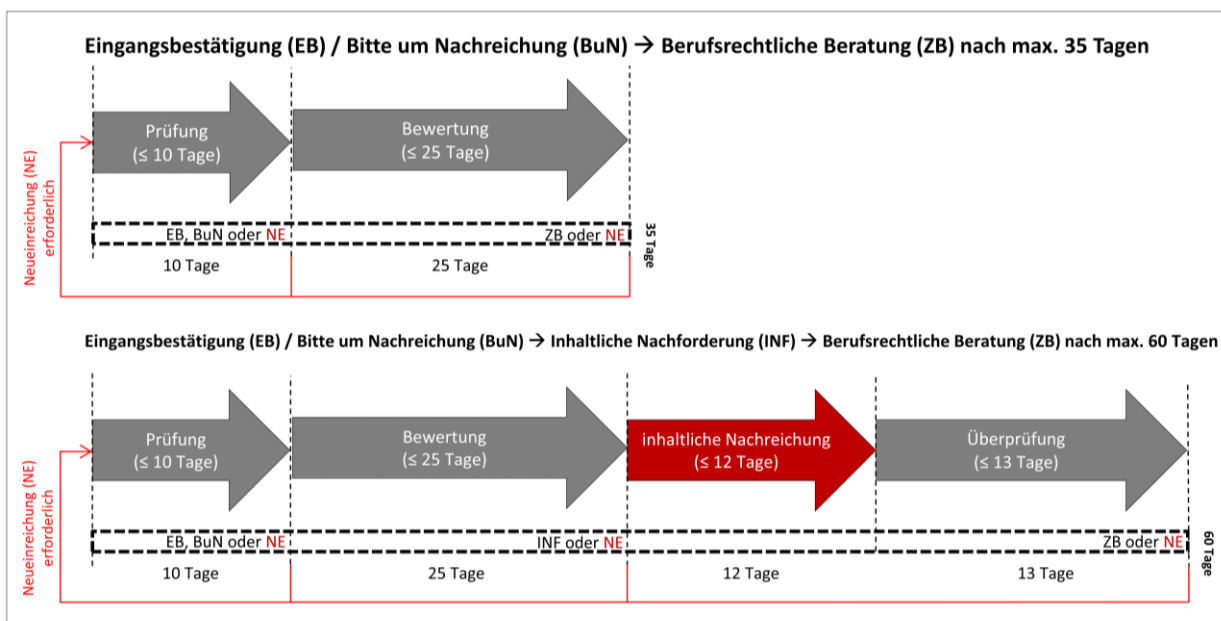 Eingangsbestätigung (EB) / Bitte um Nachreichung (BuN) → Berufsrechtliche Beratung (ZB) nach max. 35 Tagen
Neueinreichung (NE)
erforderlich
Prüfung
(≤ 10 Tage)
Bewertung
(≤ 25 Tage)
EB, BuN oder NE
ZB oder NE
35 Tage
10 Tage
25 Tage
Eingangsbestätigung (EB) / Bitte um Nachreichung (BuN) → Inhaltliche Nachforderung (INF) → Berufsrechtliche Beratung (ZB) nach max. 60 Tagen
Neueinreichung (NE)
erforderlich
Prüfung
(≤ 10 Tage)
Bewertung
(≤ 25 Tage)
inhaltliche Nachreichung
(≤ 12 Tage)
Überprüfung
(≤ 13 Tage)
EB, BuN oder NE
INF oder NE
ZB oder NE
60 Tage
10 Tage
25 Tage
12 Tage
13 Tage